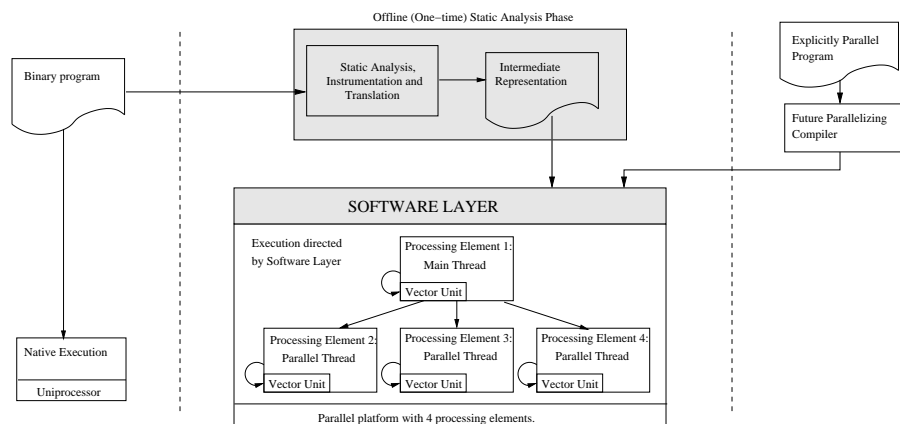 Offline (One−time) Static Analysis Phase
Binary program
Static Analysis,
Instrumentation and
Translation
Intermediate
Representation
Explicitly Parallel
Program
Future Parallelizing
Compiler
SOFTWARE LAYER
Execution directed
by Software Layer
Processing Element 1:
Main Thread
Vector Unit
Processing Element 2:
Parallel Thread
Vector Unit
Processing Element 3:
Parallel Thread
Vector Unit
Processing Element 4:
Parallel Thread
Vector Unit
Native Execution
Uniprocessor
Parallel platform with 4 processing elements.